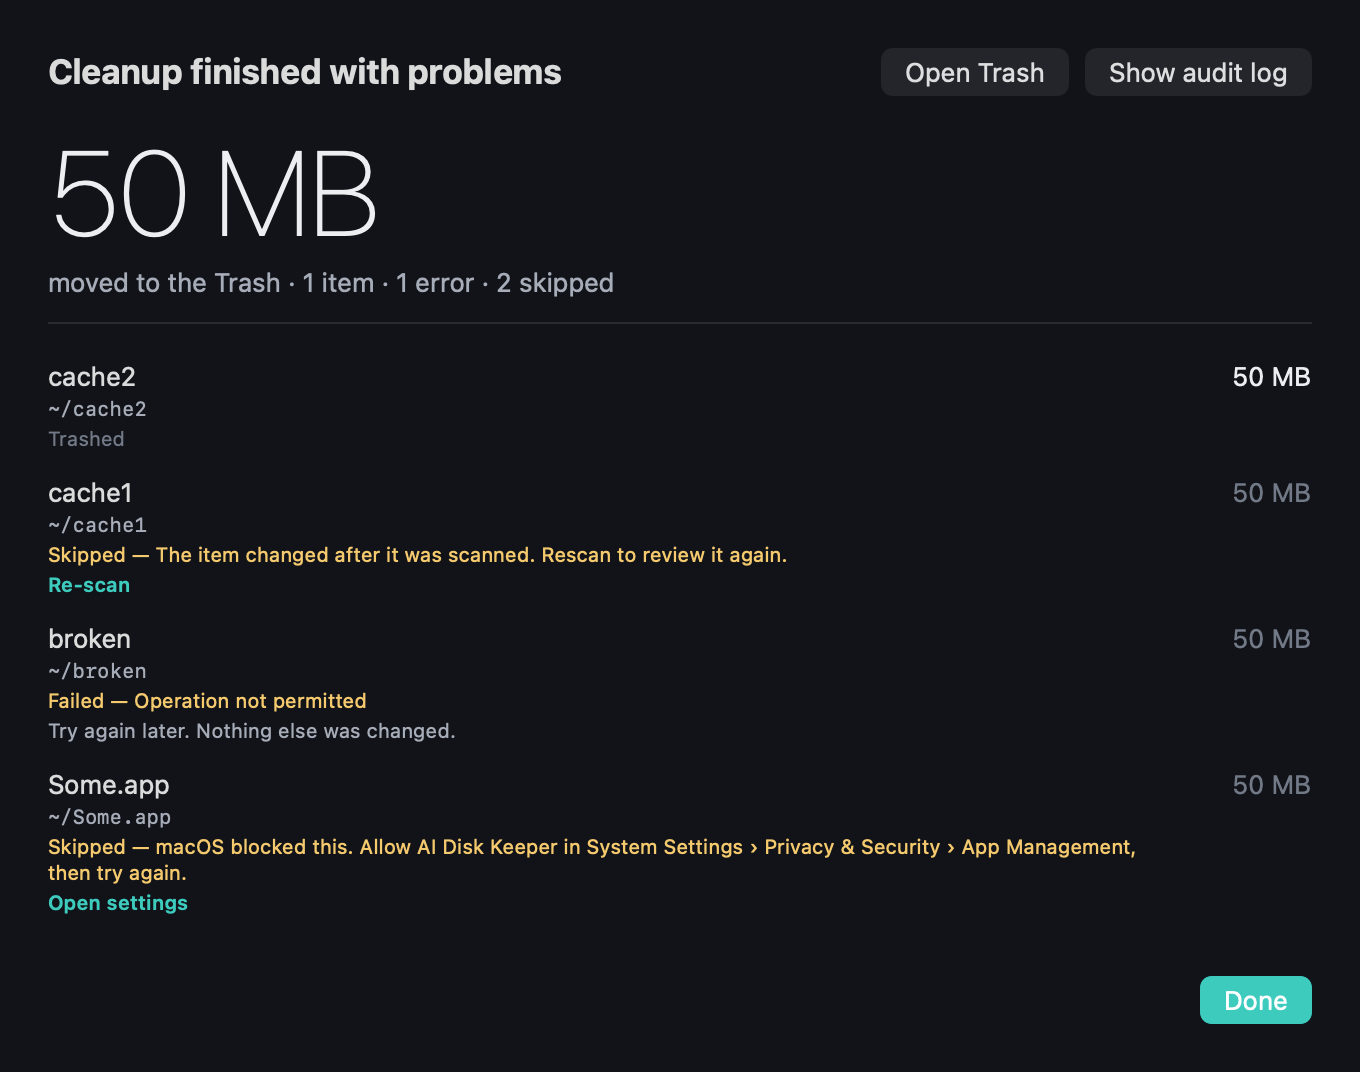 Cleanup finished with problems
Open Trash
Show audit log
50 MB
moved to the Trash · 1 item · 1 error · 2 skipped
cache2
50 MB
~/cache2
Trashed
cache1
50 MB
~/cache1
Skipped — The item changed after it was scanned. Rescan to review it again.
Re-scan
broken
50 MB
~/broken
Failed — Operation not permitted
Try again later. Nothing else was changed.
Some.app
50 MB
~/Some.app
Skipped — macOS blocked this. Allow AI Disk Keeper in System Settings › Privacy & Security › App Management,
then try again.
Open settings
Done